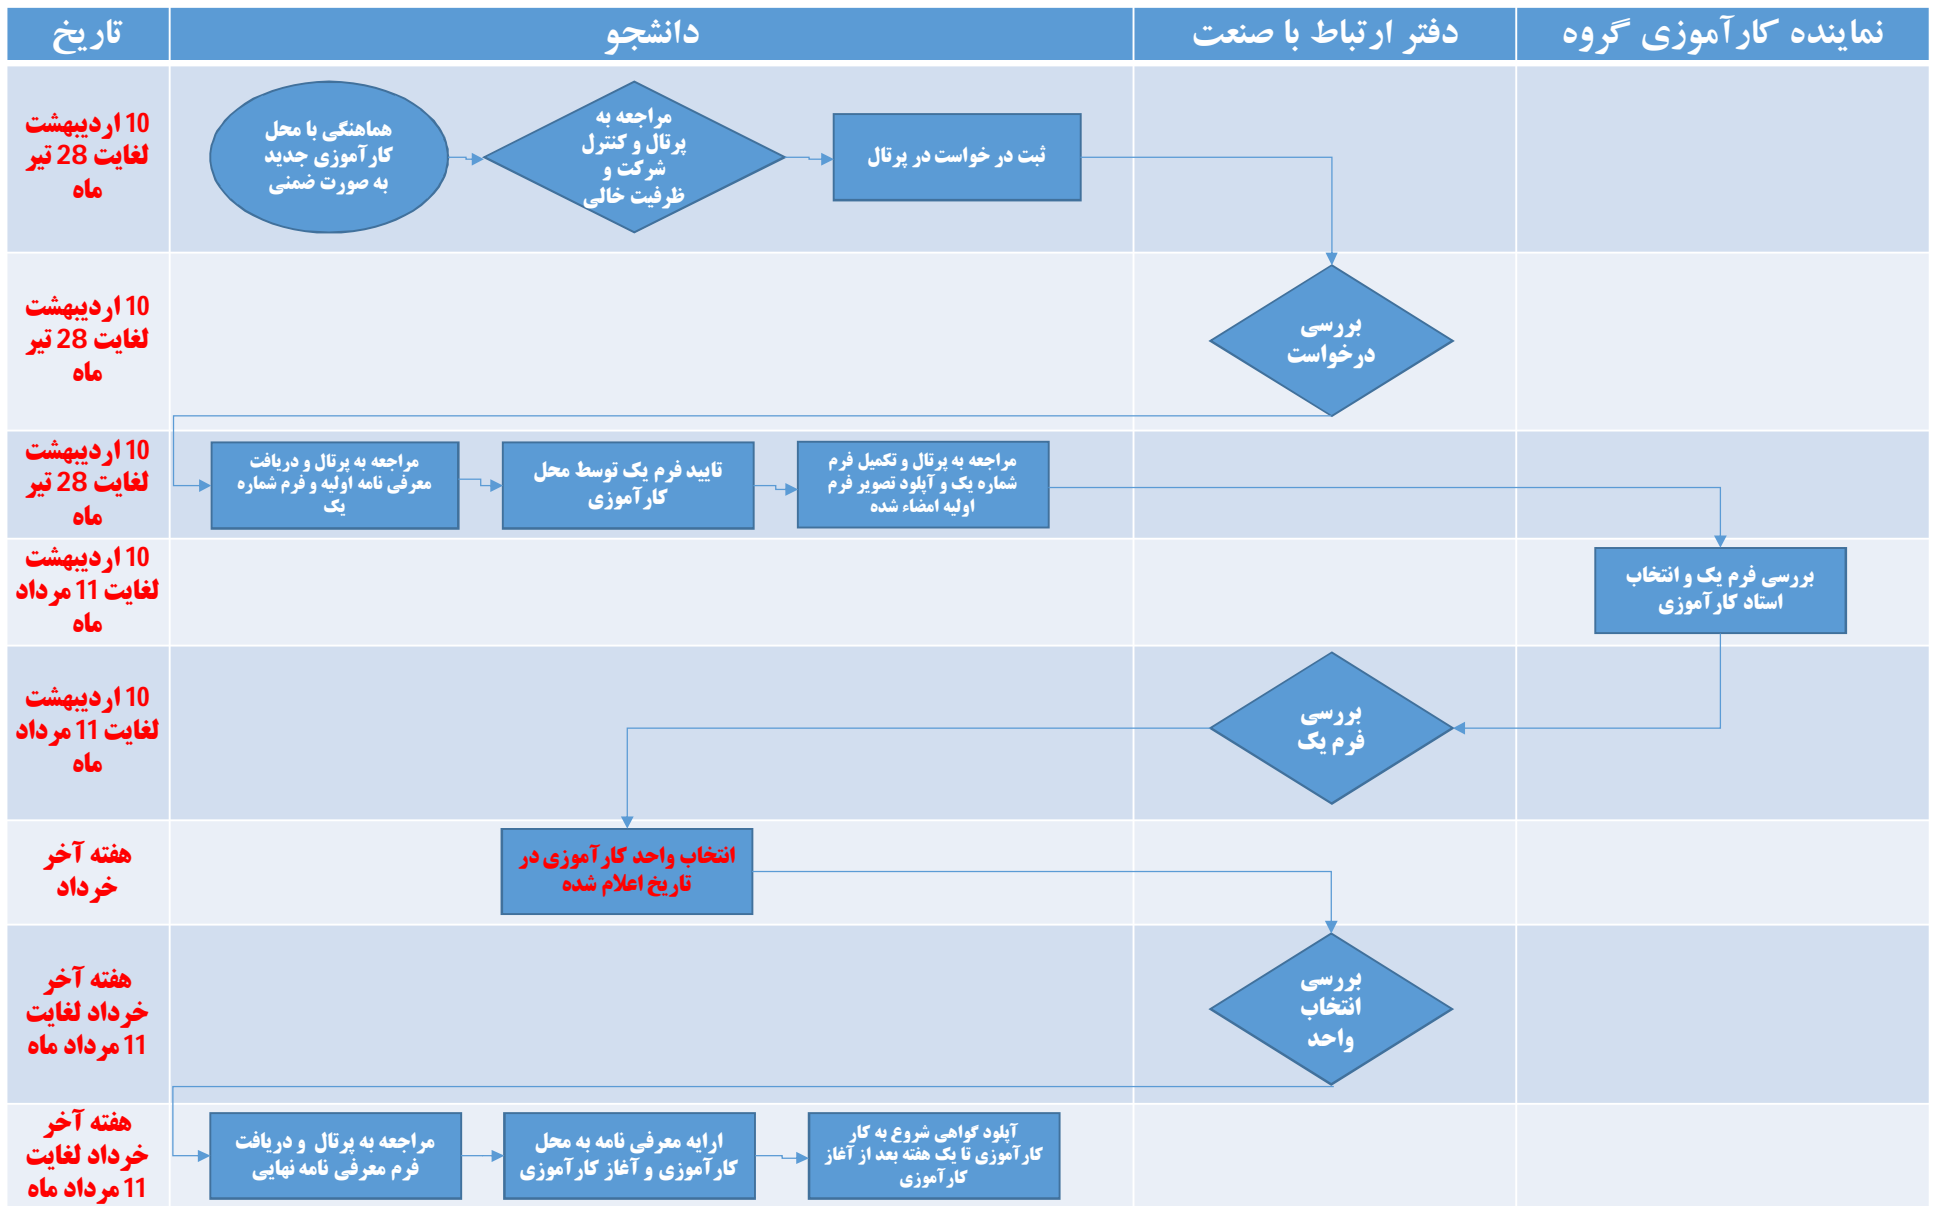 تاریخ
دانشجو
دفتر ارتباط با صنعت
نماینده کارآموزی گروه
10 اردیبهشت
لغایت 28 تیر
ماه
هماهنگی با محل
کارآموزی جدید
به صورت ضمنی
مراجعه به
پرتال و کنترل
شرکت و
ظرفیت خالی
ثبت در خواست در پرتال
10 اردیبهشت
لغایت 28 تیر
ماه
بررسی
درخواست
10 اردیبهشت
لغایت 28 تیر
ماه
مراجعه به پرتال و دریافت
معرفی نامه اولیه و فرم شماره
یک
تایید فرم یک توسط محل
کارآموزی
مراجعه به پرتال و تکمیل فرم
شماره یک و آپلود تصویر فرم
اولیه امضاء شده
10 اردیبهشت
لغایت 11 مرداد
ماه
بررسی فرم یک و انتخاب
استاد کارآموزی
10 اردیبهشت
لغایت 11 مرداد
ماه
بررسی
فرم یک
هفته آخر
خرداد
انتخاب واحد کارآموزی در
تاریخ اعلام شده
هفته آخر
خرداد لغایت
11 مرداد ماه
بررسی
انتخاب
واحد
هفته آخر
خرداد لغایت
11 مرداد ماه
مراجعه به پرتال و دریافت
فرم معرفی نامه نهایی
ارایه معرفی نامه به محل
کارآموزی و آغاز کارآموزی
آپلود گواهی شروع به کار
کارآموزی تا یک هفته بعد از آغاز
کارآموزی